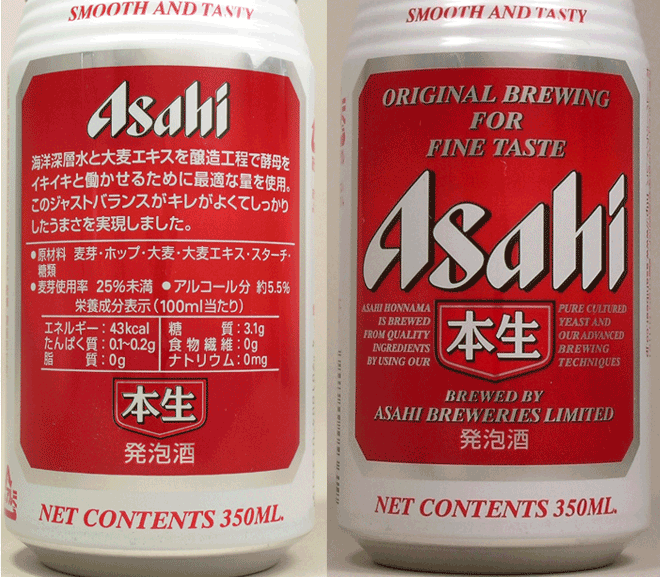 SMOOTH AND TASTY
Asahi
海洋深層水と大麦エキスを醸造工程で酵母を
イキイキと働かせるために最適な量を使用。
このジャストバランスがキレがよくてしっかり
したうまさを実現しました。
●原材料 麦芽・ホップ・大麦・大麦エキス・スターチ・
糖類
●麦芽使用率 25%未満 ●アルコール分 約5.5%
栄養成分表示(100ml当たり)
エネルギー:43kcal
たんぱく質:0.1~0.2g
脂 質:0g
糖 質:3.1g
食物繊維:0g
ナトリウム:0mg
本生
発泡酒
NET CONTENTS 350ML.
SMOOTH AND TASTY
ORIGINAL BREWING
FOR
FINE TASTE
Asahi
ASAHI HONNAMA
IS BREWED
FROM QUALITY
INGREDIENTS
BY USING OUR
本生
PURE CULTURED
YEAST AND
OUR ADVANCED
BREWING
TECHNIQUES
BREWED BY
ASAHI BREWERIES LIMITED
発泡酒
NET CONTENTS 350ML.